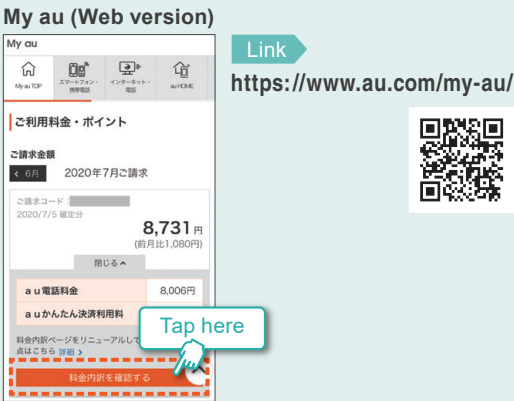 My au (Web version)
Link
https://www.au.com/my-au/
My au
My au TOP
スマートフォン・
携帯電話
インターネット・
電話
au HOME
ご利用料金・ポイント
ご請求金額
< 6月 2020年7月ご請求
ご請求コード：
2020/7/5 確定分
8,731 円
(前月比1,080円)
閉じる
au電話料金 8,006円
auかんたん決済利用料
Tap here
料金内訳ページをリニューアルして
点はこちら 詳細 >
料金内訳を確認する